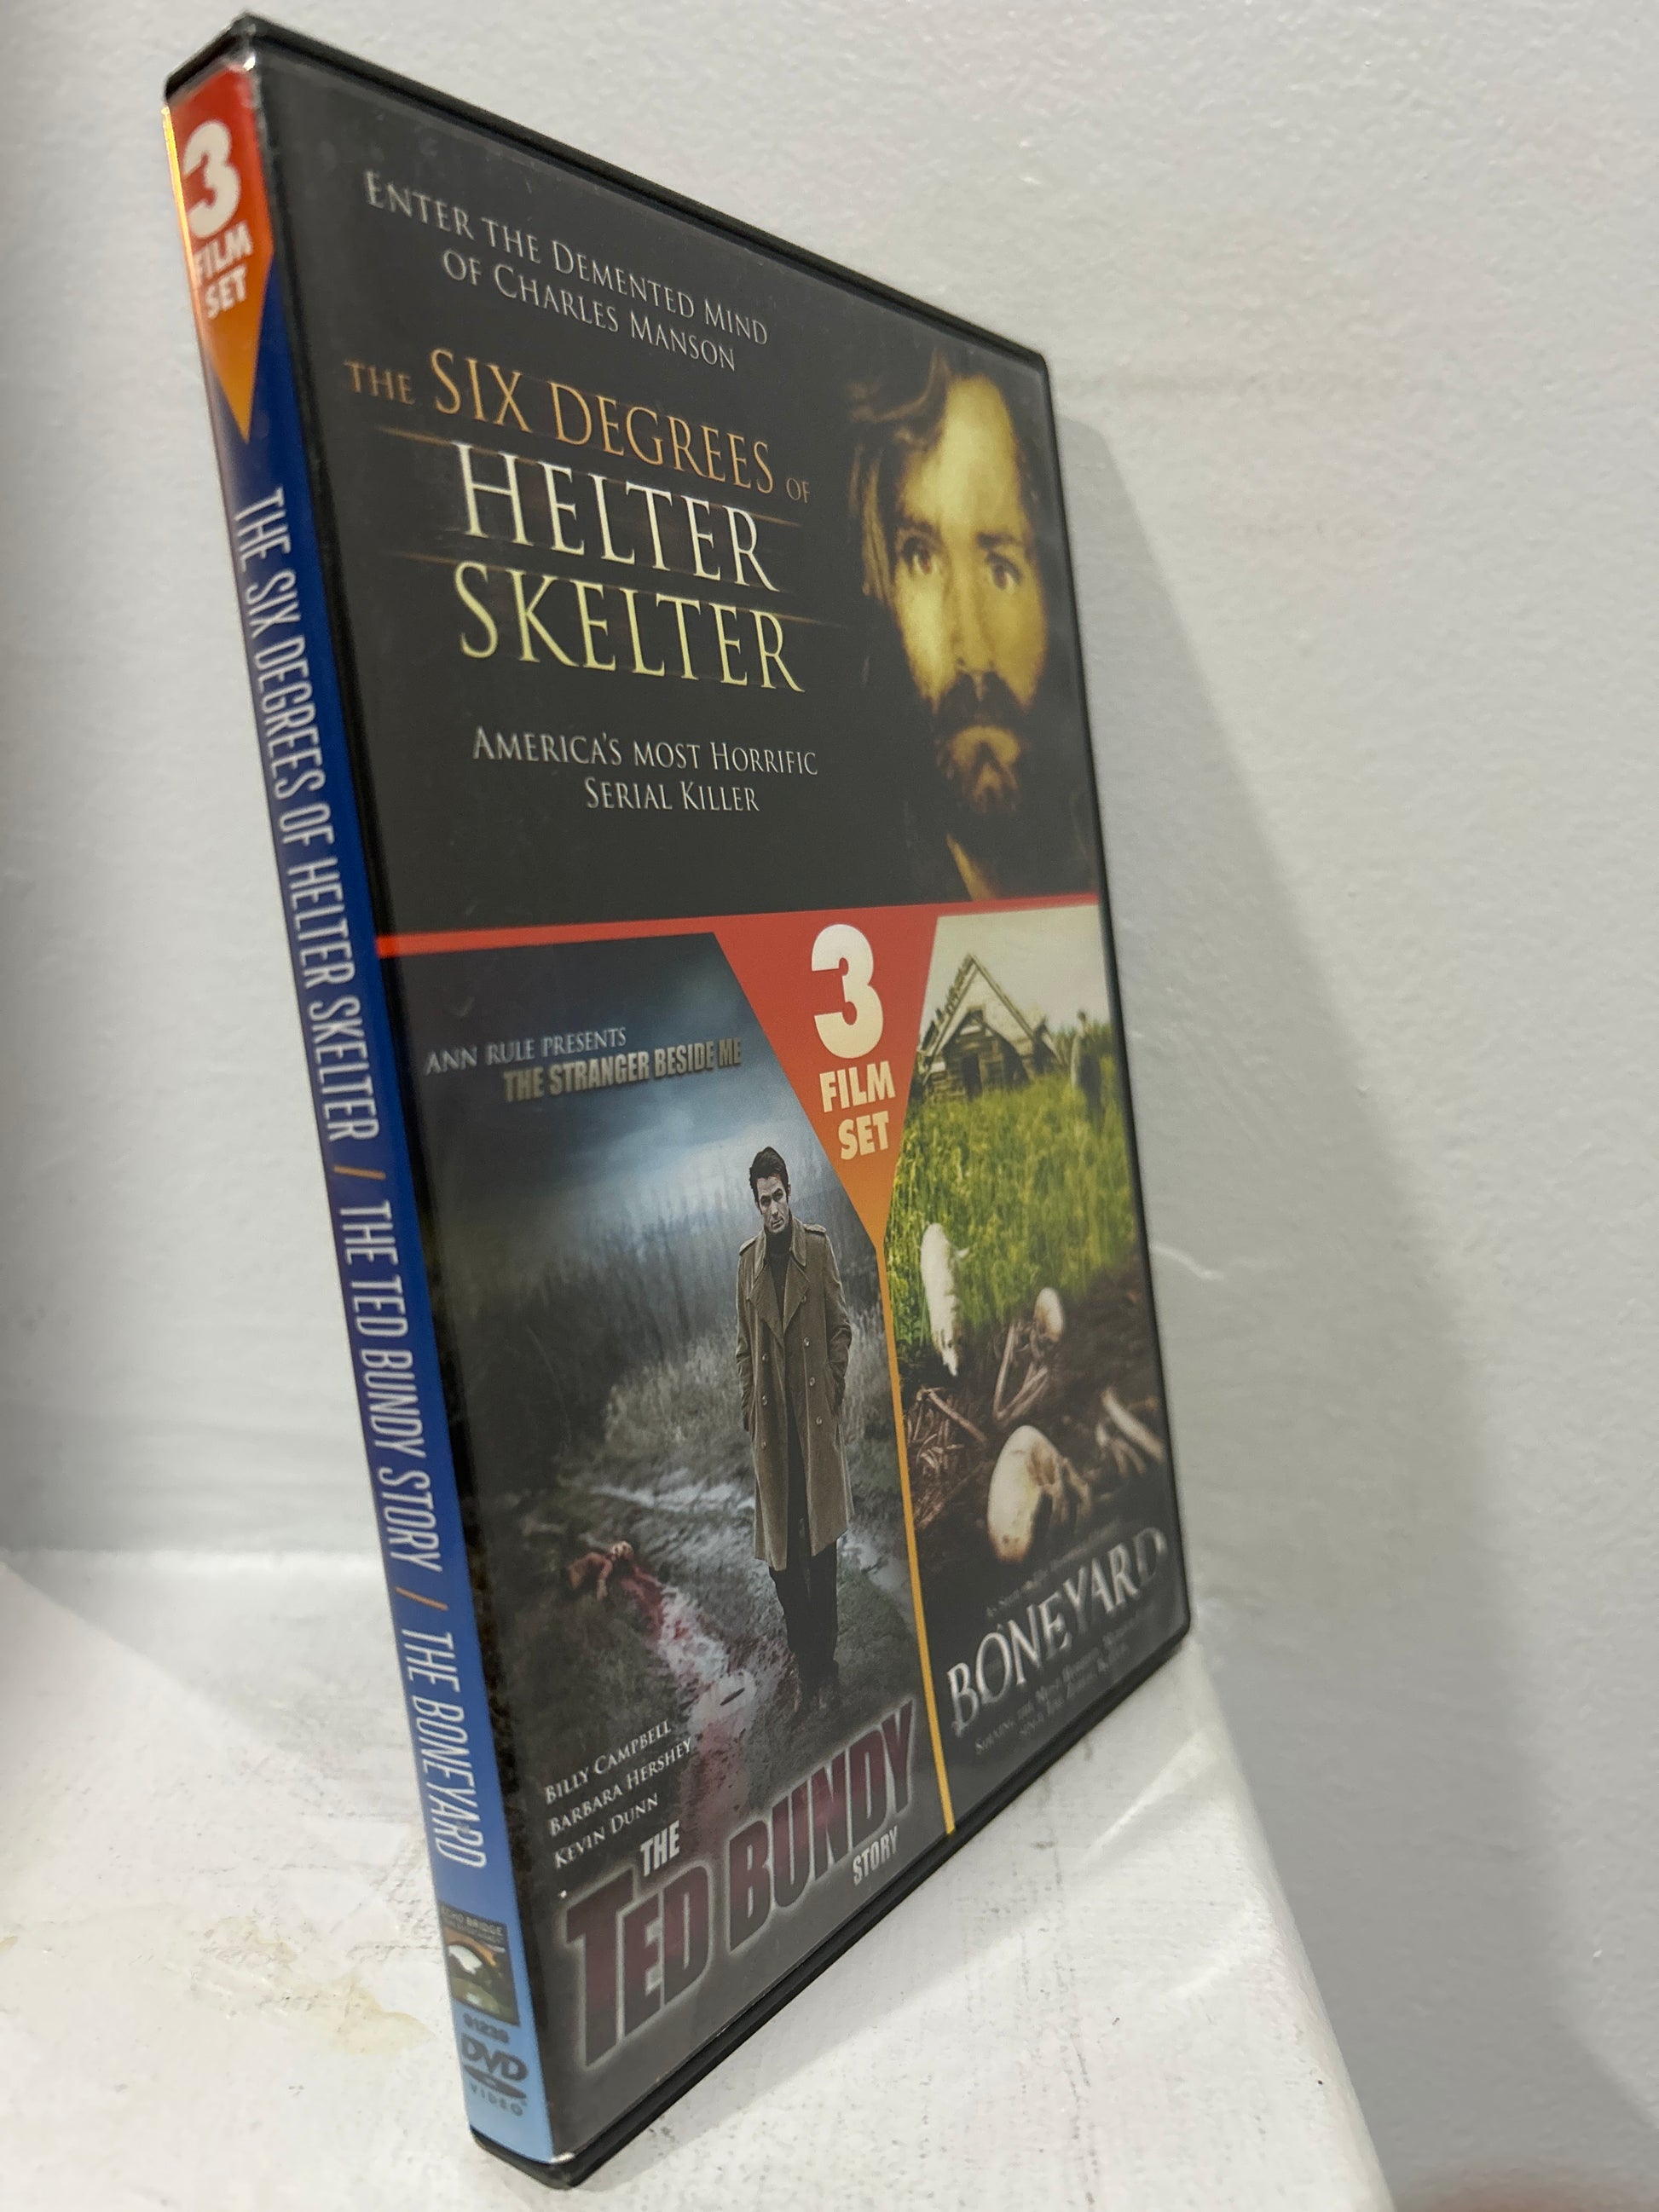 3
FILM
SET
THE SIX DEGREES OF HELTER SKELTER / THE TED BUNDY STORY / THE BONEYARD
ECHO BRIDGE
DVD
VIDEO
ENTER THE DEMENTED MIND
OF CHARLES MANSON
THE SIX DEGREES OF
HELTER
SKELTER
AMERICA'S MOST HORRIFIC
SERIAL KILLER
3
FILM
SET
ANN RULE PRESENTS
THE STRANGER BESIDE ME
BILLY CAMPBELL
BARBARA HERSHEY
KEVIN DUNN
THE
TED BUNDY
STORY
BONEYARD